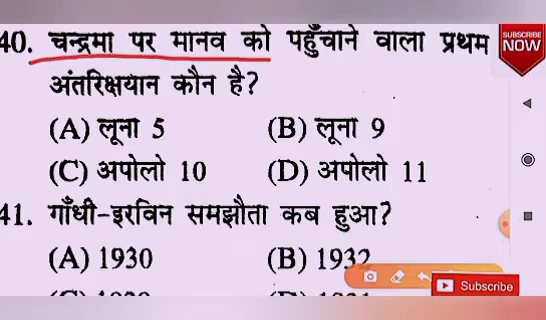 40. चन्द्रमा पर मानव को पहुँचाने वाला प्रथम
अंतरिक्षयान कौन है?
(A) लूना 5 (B) लूना 9
(C) अपोलो 10 (D) अपोलो 11
41. गाँधी-इरविन समझौता कब हुआ?
(A) 1930 (B) 1932
SUBSCRIBE
NOW
Subscribe